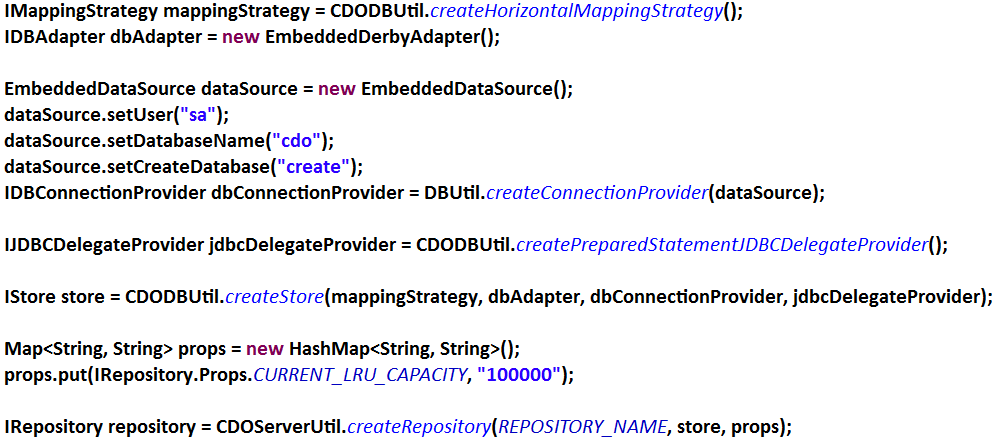 IMappingStrategy mappingStrategy = CDODBUtil.createHorizontalMappingStrategy();
IDBAdapter dbAdapter = new EmbeddedDerbyAdapter();
EmbeddedDataSource dataSource = new EmbeddedDataSource();
dataSource.setUser("sa");
dataSource.setDatabaseName("cdo");
dataSource.setCreateDatabase("create");
IDBConnectionProvider dbConnectionProvider = DBUtil.createConnectionProvider(dataSource);
IJDBCDelegateProvider jdbcDelegateProvider = CDODBUtil.createPreparedStatementJDBCDelegateProvider();
IStore store = CDODBUtil.createStore(mappingStrategy, dbAdapter, dbConnectionProvider, jdbcDelegateProvider);
Map<String, String> props = new HashMap<String, String>();
props.put(IRepository.Props.CURRENT_LRU_CAPACITY, "100000");
IRepository repository = CDOServerUtil.createRepository(REPOSITORY_NAME, store, props);